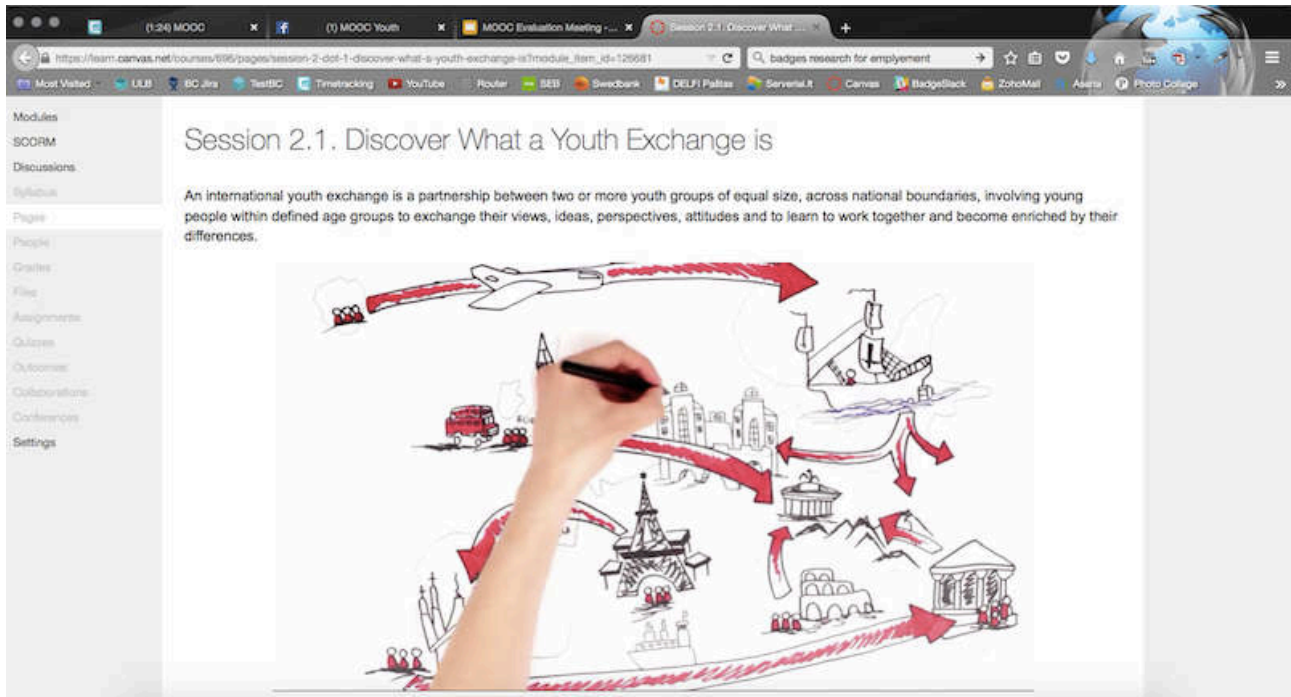 (1:24) MOOC
(1) MOOC Youth
MOOC Evaluation Meeting -...
Session 2.1. Discover What ...
https://learn.canvas.net/courses/696/pages/session-2-dot-1-discover-what-a-youth-exchange-is?module_item_id=126681
badges research for emplyement
Most Visited ULB BC Jira TestBC Timetracking YouTube Router SEB Swedbank DELFI Pastas Serveriai.lt Canvas BadgeSlack ZohoMail Asana Photo Collage
Modules
SCORM
Discussions
Syllabus
Pages
People
Grades
Files
Assignments
Quizzes
Outcomes
Collaborations
Conferences
Settings
Session 2.1. Discover What a Youth Exchange is
An international youth exchange is a partnership between two or more youth groups of equal size, across national boundaries, involving young
people within defined age groups to exchange their views, ideas, perspectives, attitudes and to learn to work together and become enriched by their
differences.